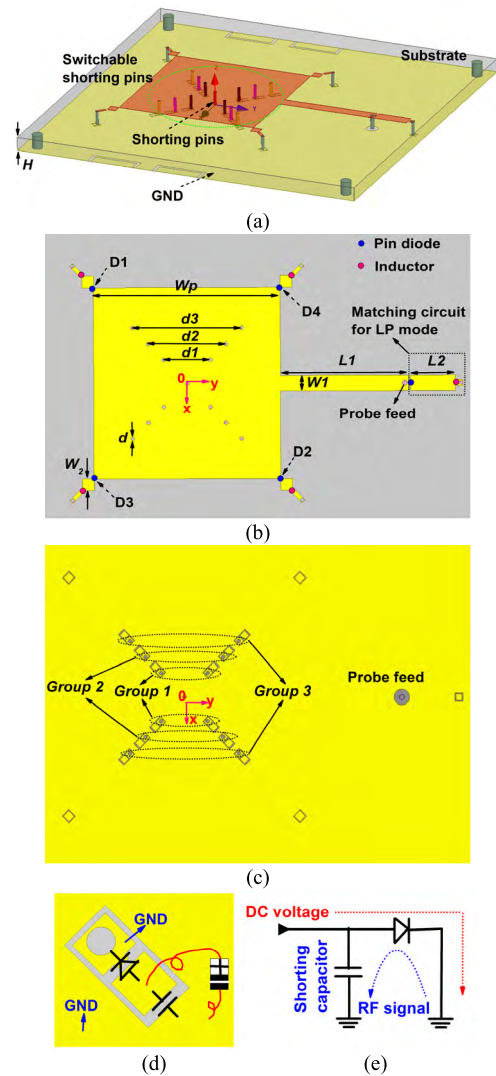 Switchable
shorting pins
Substrate
Shorting pins
H
GND
(a)
D1
Pin diode
Inductor
Wp
D4
Matching circuit
for LP mode
d3
d2
d1
L1
L2
W1
0
y
x
Probe feed
d
W2
D3
D2
(b)
Group 2
Group 1
0
y
x
Group 3
Probe feed
(c)
GND
GND
(d)
DC voltage
Shorting
capacitor
RF signal
(e)